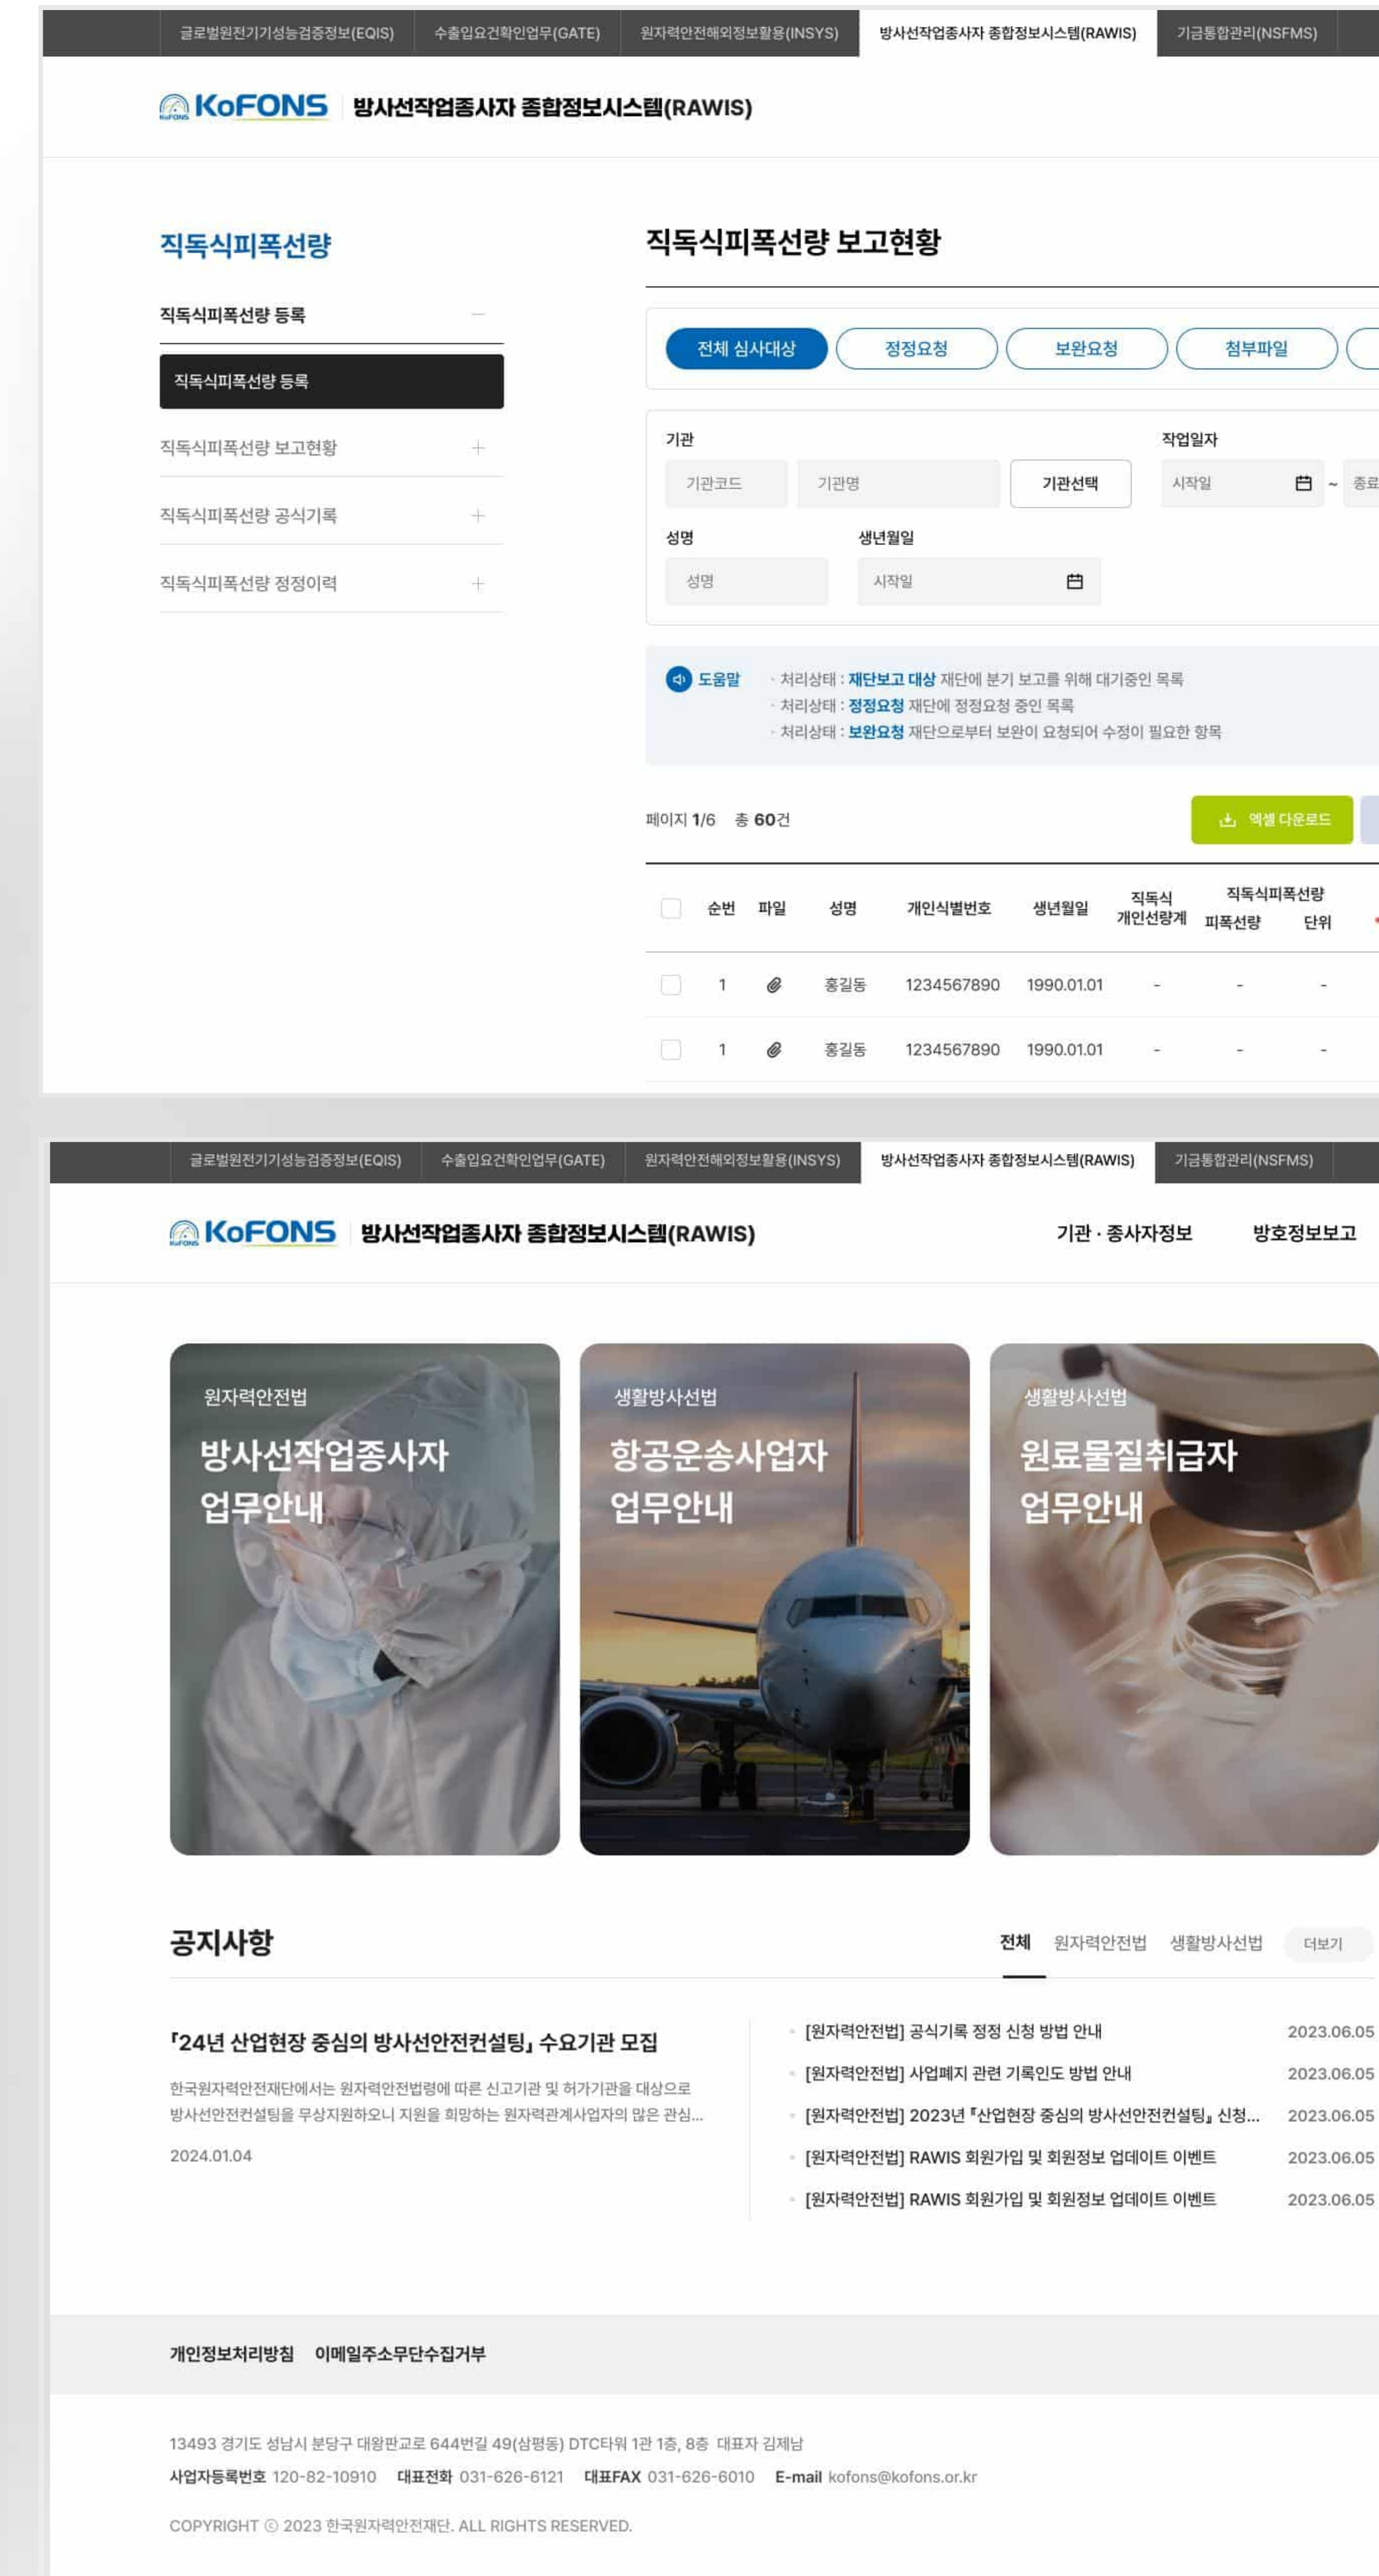 글로벌원전기기성능검증정보(EQIS) 수출입요건확인업무(GATE) 원자력안전해외정보활용(INSYS) 방사선작업종사자 종합정보시스템(RAWIS) 기금통합관리(NSFMS)
KoFONS 방사선작업종사자 종합정보시스템(RAWIS)
직독식피폭선량
직독식피폭선량 등록
직독식피폭선량 등록
직독식피폭선량 보고현황
직독식피폭선량 공식기록
직독식피폭선량 정정이력
직독식피폭선량 보고현황
전체 심사대상 정정요청 보완요청 첨부파일
기관 작업일자
기관코드 기관명 기관선택 시작일 ~ 종료
성명 생년월일
성명 시작일
도움말 · 처리상태 : 재단보고 대상 재단에 분기 보고를 위해 대기중인 목록
· 처리상태 : 정정요청 재단에 정정요청 중인 목록
· 처리상태 : 보완요청 재단으로부터 보완이 요청되어 수정이 필요한 항목
페이지 1/6 총 60건 엑셀 다운로드
순번 파일 성명 개인식별번호 생년월일 직독식 개인선량계 직독식피폭선량 피폭선량 단위
1 홍길동 1234567890 1990.01.01 - - -
1 홍길동 1234567890 1990.01.01 - - -
글로벌원전기기성능검증정보(EQIS) 수출입요건확인업무(GATE) 원자력안전해외정보활용(INSYS) 방사선작업종사자 종합정보시스템(RAWIS) 기금통합관리(NSFMS)
KoFONS 방사선작업종사자 종합정보시스템(RAWIS) 기관 · 종사자정보 방호정보보고
원자력안전법
방사선작업종사자
업무안내
생활방사선법
항공운송사업자
업무안내
생활방사선법
원료물질취급자
업무안내
공지사항 전체 원자력안전법 생활방사선법 더보기
『24년 산업현장 중심의 방사선안전컨설팅』 수요기관 모집
한국원자력안전재단에서는 원자력안전법령에 따른 신고기관 및 허가기관을 대상으로
방사선안전컨설팅을 무상지원하오니 지원을 희망하는 원자력관계사업자의 많은 관심...
2024.01.04
[원자력안전법] 공식기록 정정 신청 방법 안내 2023.06.05
[원자력안전법] 사업폐지 관련 기록인도 방법 안내 2023.06.05
[원자력안전법] 2023년 『산업현장 중심의 방사선안전컨설팅』 신청... 2023.06.05
[원자력안전법] RAWIS 회원가입 및 회원정보 업데이트 이벤트 2023.06.05
[원자력안전법] RAWIS 회원가입 및 회원정보 업데이트 이벤트 2023.06.05
개인정보처리방침 이메일주소무단수집거부
13493 경기도 성남시 분당구 대왕판교로 644번길 49(삼평동) DTC타워 1관 1층, 8층 대표자 김제남
사업자등록번호 120-82-10910 대표전화 031-626-6121 대표FAX 031-626-6010 E-mail kofons@kofons.or.kr
COPYRIGHT ⓒ 2023 한국원자력안전재단. ALL RIGHTS RESERVED.